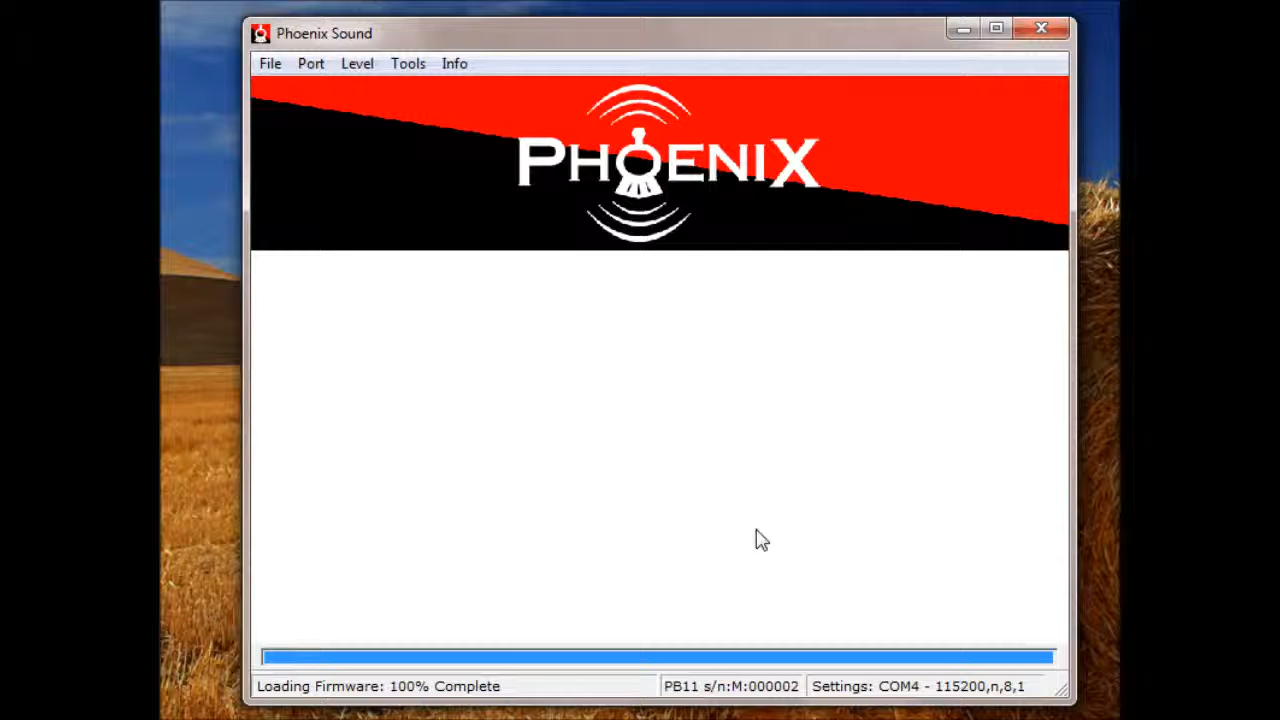 Phoenix Sound
File Port Level Tools Info
PHOENIX
Loading Firmware: 100% Complete PB11 s/n:M:000002 Settings: COM4 - 115200,n,8,1